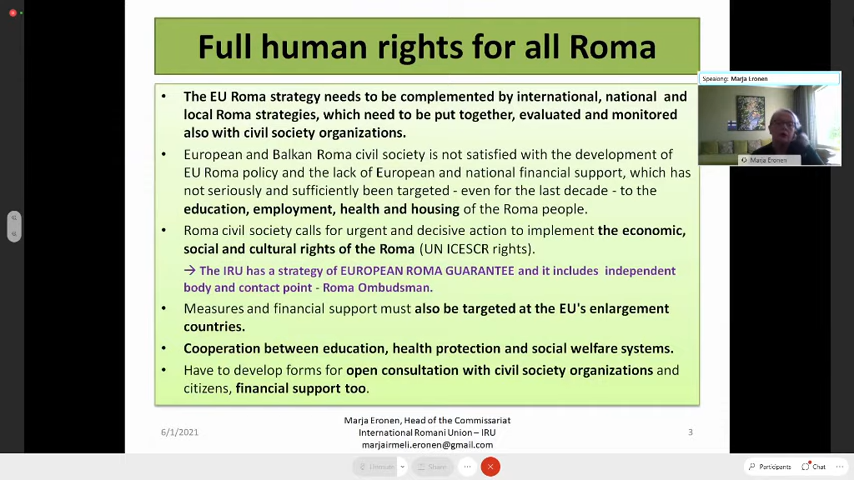 Full human rights for all Roma
• The EU Roma strategy needs to be complemented by international, national and
local Roma strategies, which need to be put together, evaluated and monitored
also with civil society organizations.
• European and Balkan Roma civil society is not satisfied with the development of
EU Roma policy and the lack of European and national financial support, which has
not seriously and sufficiently been targeted - even for the last decade - to the
education, employment, health and housing of the Roma people.
• Roma civil society calls for urgent and decisive action to implement the economic,
social and cultural rights of the Roma (UN ICESCR rights).
→ The IRU has a strategy of EUROPEAN ROMA GUARANTEE and it includes independent
body and contact point - Roma Ombudsman.
• Measures and financial support must also be targeted at the EU's enlargement
countries.
• Cooperation between education, health protection and social welfare systems.
• Have to develop forms for open consultation with civil society organizations and
citizens, financial support too.
6/1/2021
Marja Eronen, Head of the Commissariat
International Romani Union – IRU
marjairmeli.eronen@gmail.com
3
Speaking: Marja Eronen
Marja Eronen
Unmute
Share
Participants
Chat